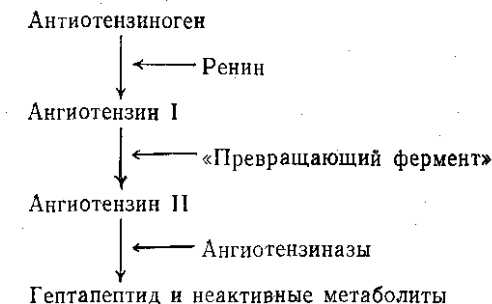 Антиотензиноген
Ренин
Ангиотензин I
«Превращающий фермент»
Ангиотензин II
Ангиотензиназы
Гептапептид и неактивные метаболиты